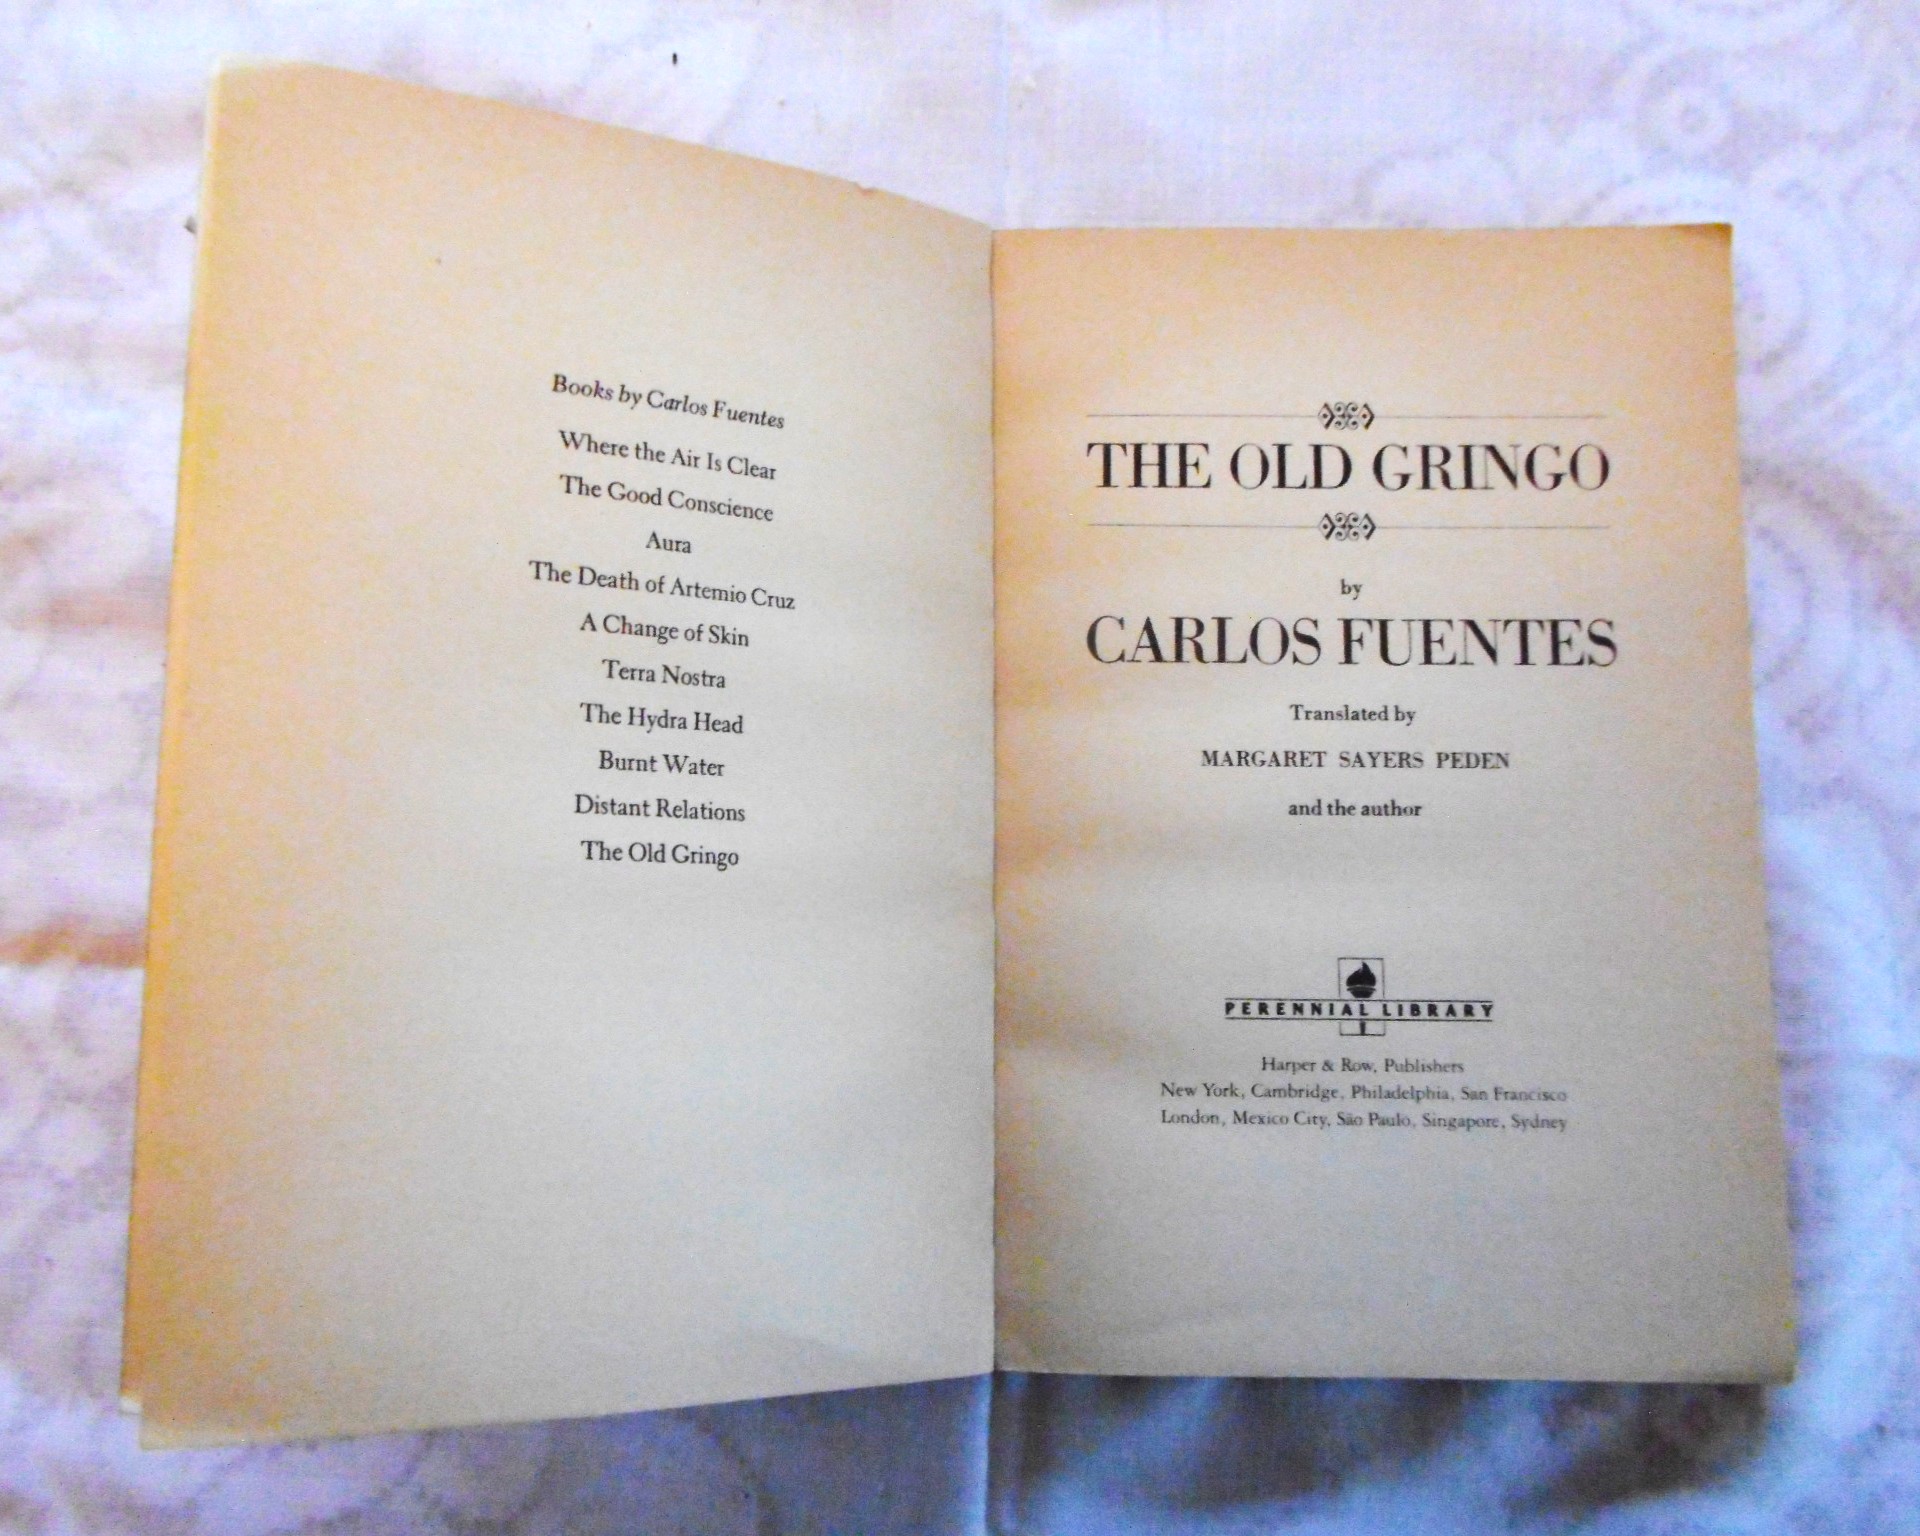 Books by Carlos Fuentes
Where the Air Is Clear
The Good Conscience
Aura
The Death of Artemio Cruz
A Change of Skin
Terra Nostra
The Hydra Head
Burnt Water
Distant Relations
The Old Gringo
THE OLD GRINGO
by
CARLOS FUENTES
Translated by
MARGARET SAYERS PEDEN
and the author
PERENNIAL LIBRARY
Harper & Row, Publishers
New York, Cambridge, Philadelphia, San Francisco
London, Mexico City, São Paulo, Singapore, Sydney